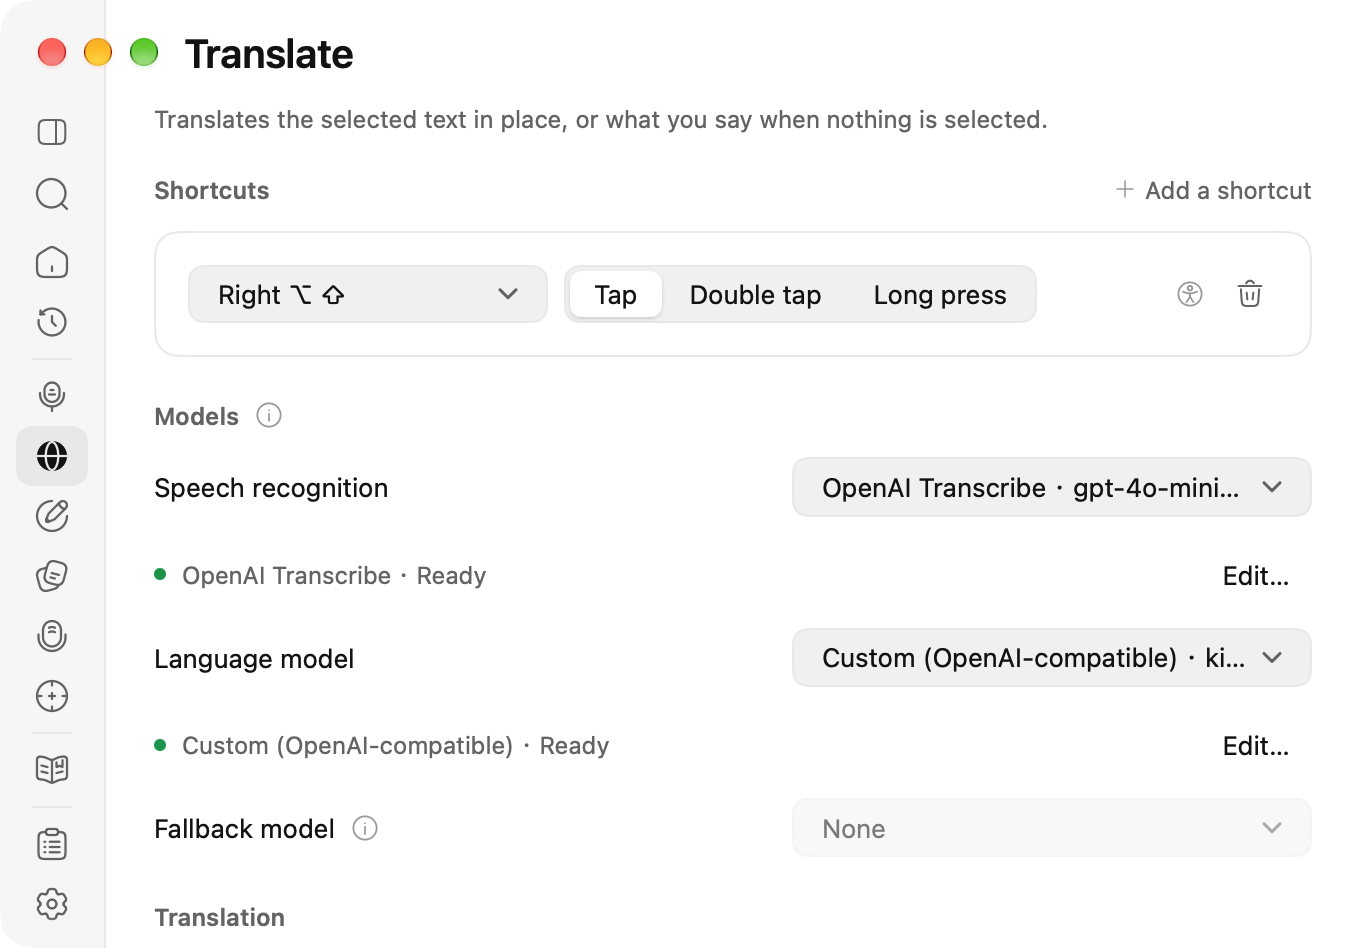 Translate
Translates the selected text in place, or what you say when nothing is selected.
Shortcuts
+ Add a shortcut
Right ⌥ ⇧
Tap
Double tap
Long press
Models
Speech recognition
OpenAI Transcribe · gpt-4o-mini...
OpenAI Transcribe · Ready
Edit...
Language model
Custom (OpenAI-compatible) · ki...
Custom (OpenAI-compatible) · Ready
Edit...
Fallback model
None
Translation